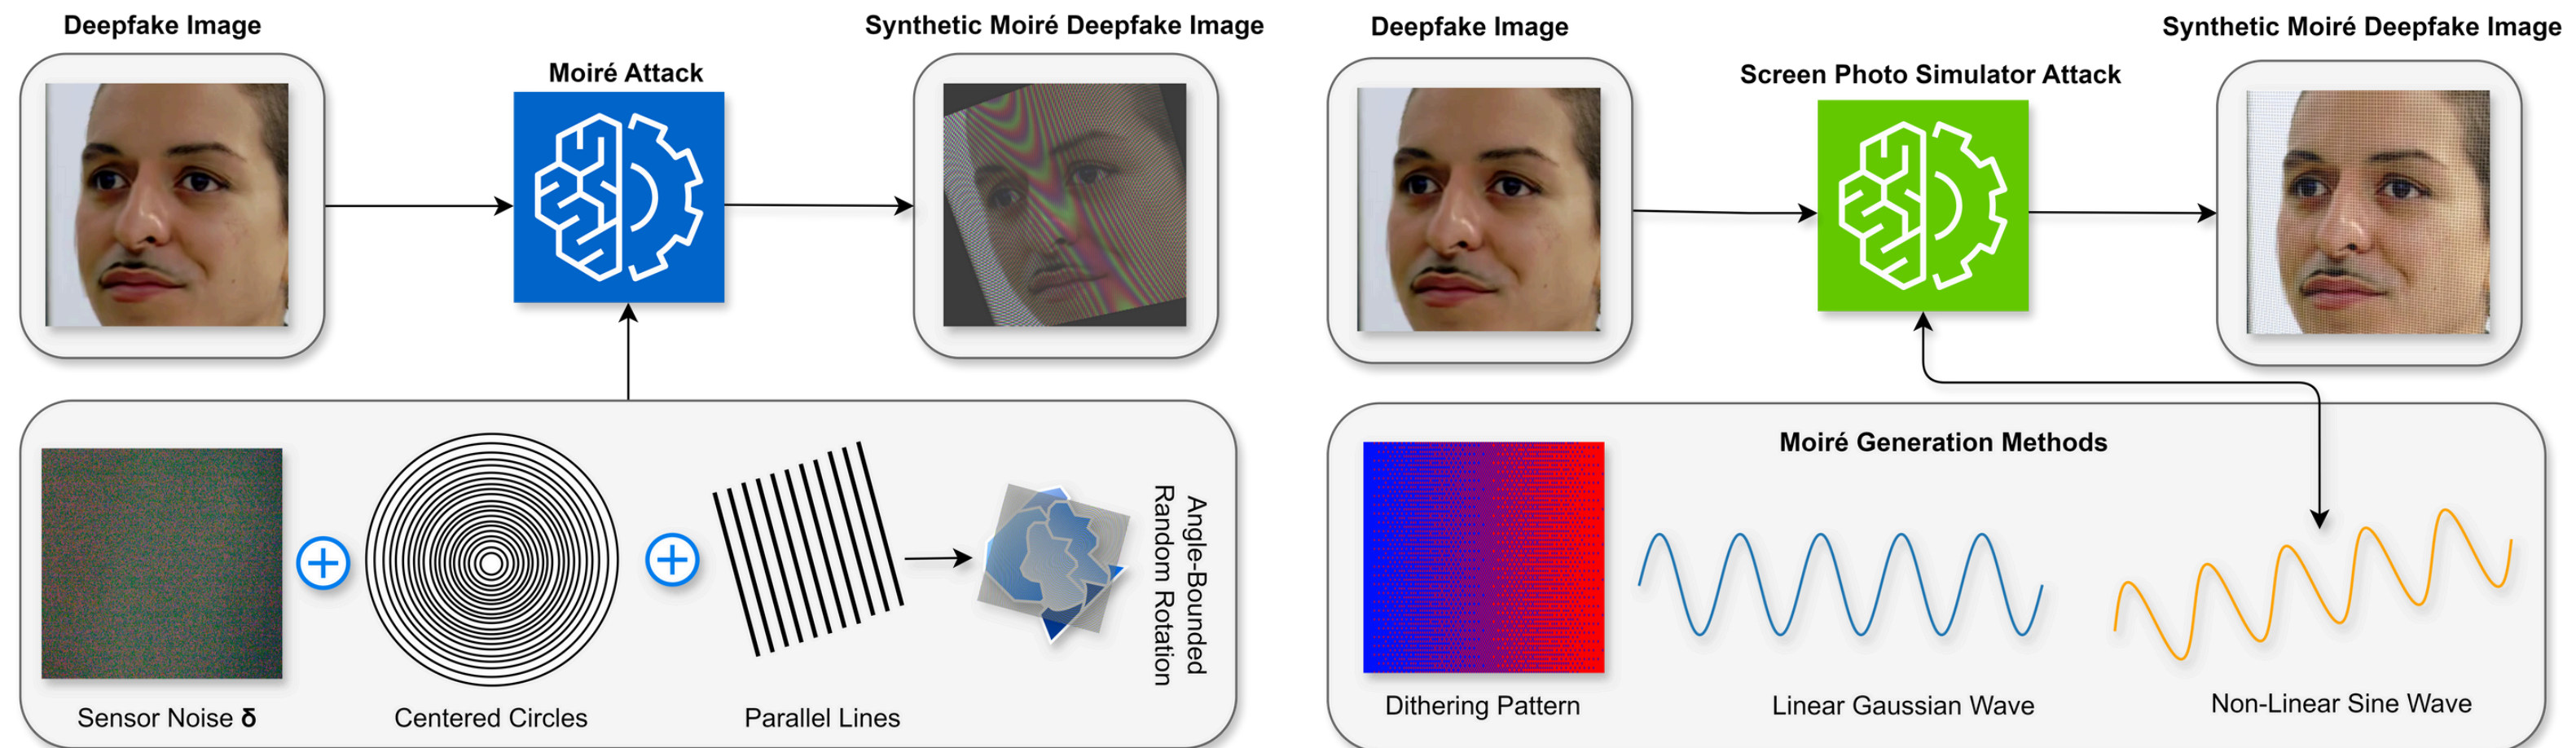 Deepfake Image
Moiré Attack
Synthetic Moiré Deepfake Image
Sensor Noise δ
Centered Circles
Parallel Lines
Angle-Bounded
Random Rotation
Deepfake Image
Screen Photo Simulator Attack
Synthetic Moiré Deepfake Image
Moiré Generation Methods
Dithering Pattern
Linear Gaussian Wave
Non-Linear Sine Wave